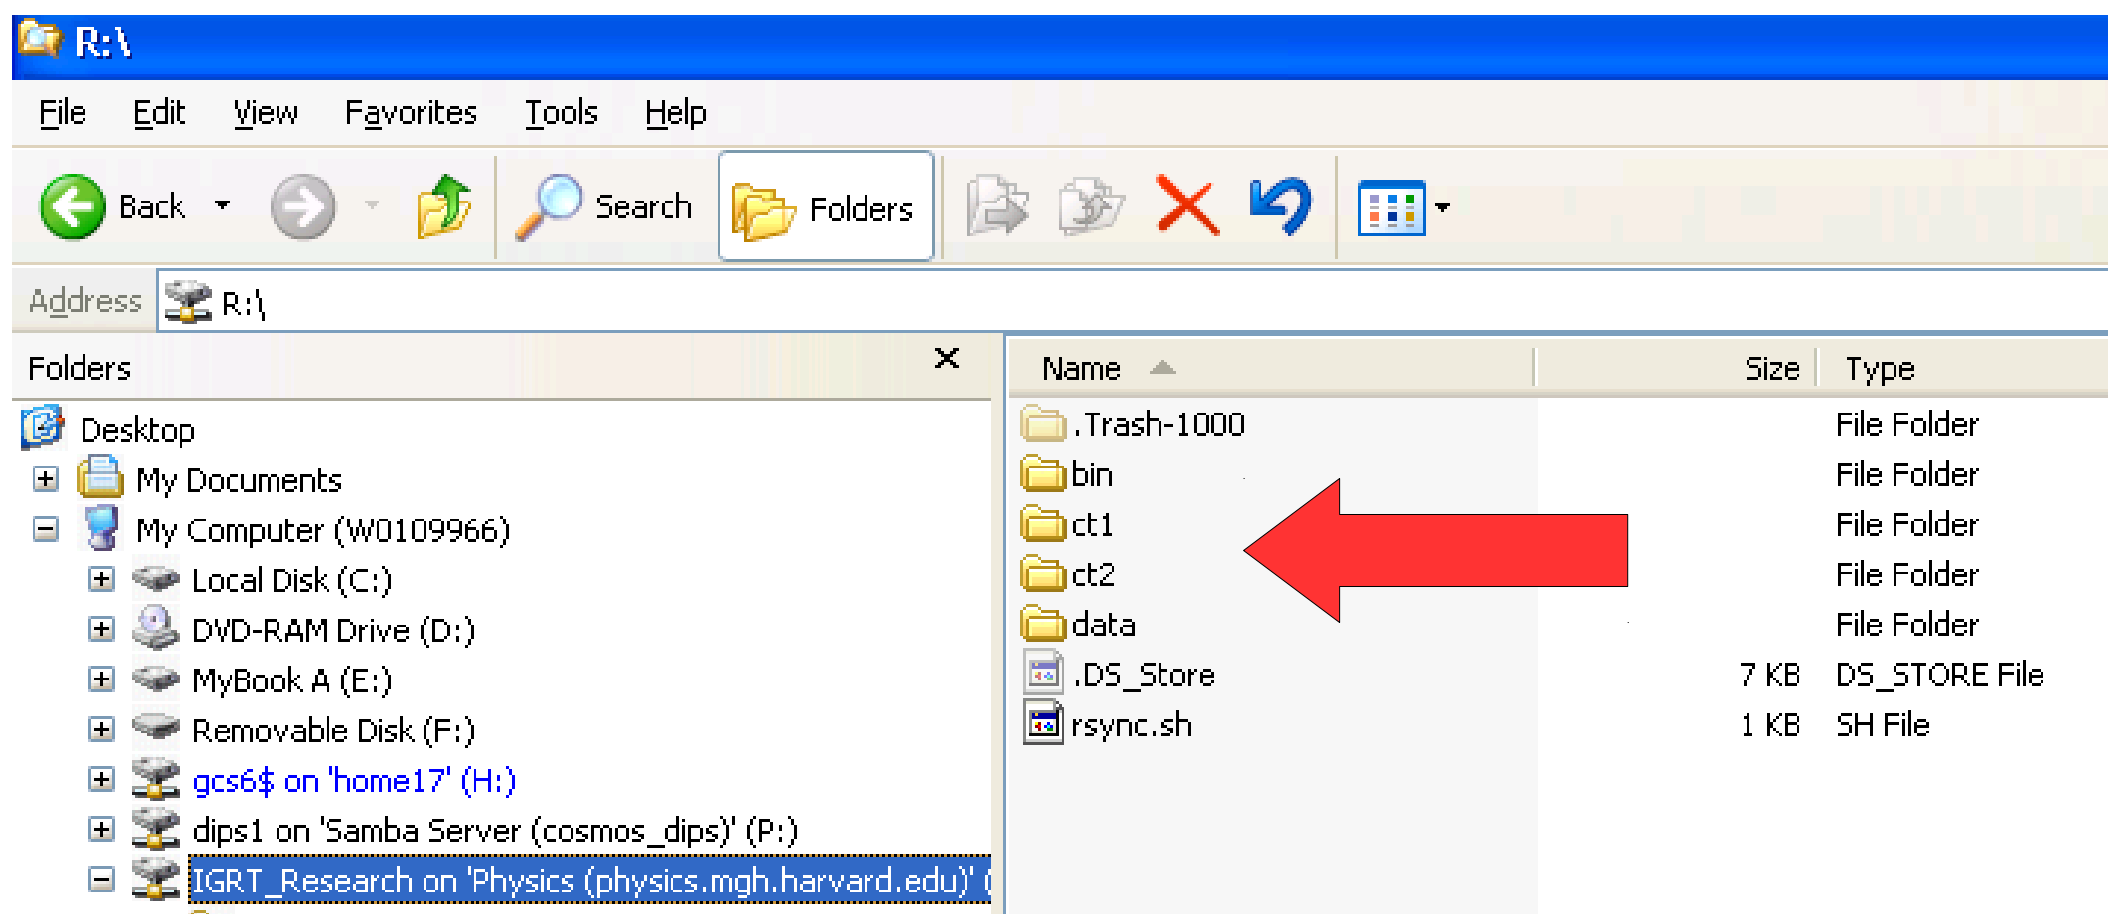 R:\
File Edit View Favorites Tools Help
Back Search Folders
Address R:\
Folders
Desktop
My Documents
My Computer (W0109966)
Local Disk (C:)
DVD-RAM Drive (D:)
MyBook A (E:)
Removable Disk (F:)
gcs6$ on 'home17' (H:)
dips1 on 'Samba Server (cosmos_dips)' (P:)
IGRT_Research on 'Physics (physics.mgh.harvard.edu)' (
Name Size Type
.Trash-1000 File Folder
bin File Folder
ct1 File Folder
ct2 File Folder
data File Folder
.DS_Store 7 KB DS_STORE File
rsync.sh 1 KB SH File